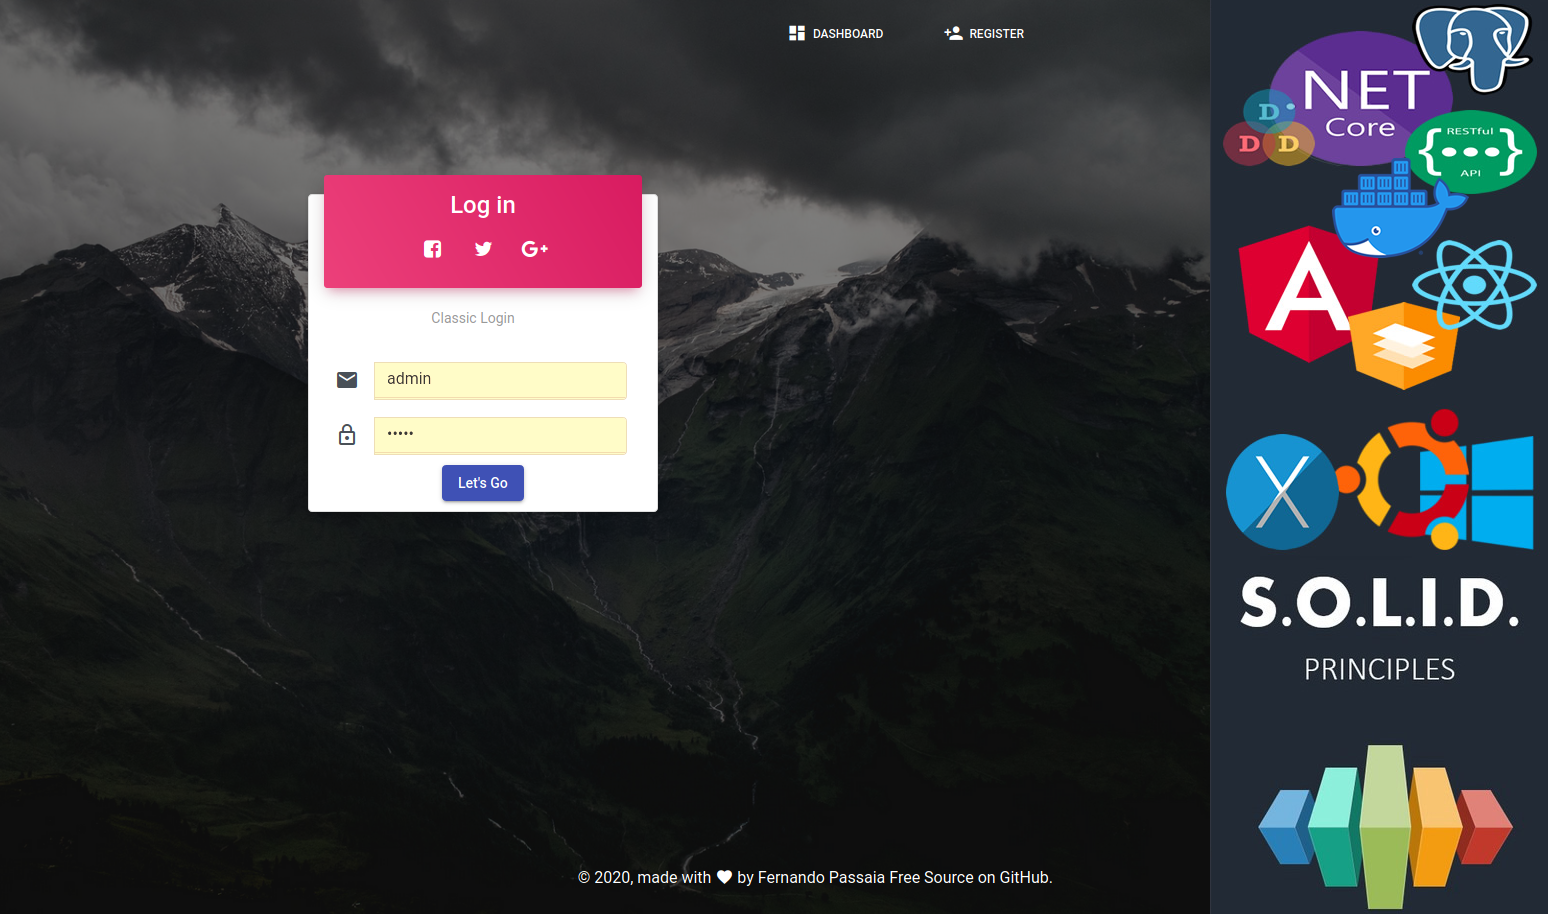 DASHBOARD
REGISTER
Log in
G+
Classic Login
admin
•••••
Let's Go
© 2020, made with ♥ by Fernando Passaia Free Source on GitHub.
.NET
Core
D
D D
RESTful
{•••}
API
A
X
S.O.L.I.D.
PRINCIPLES